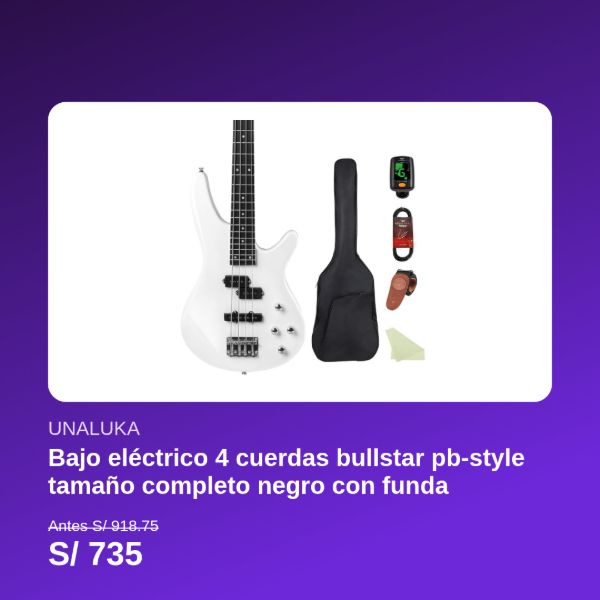 UNALUKA
Bajo eléctrico 4 cuerdas bullstar pb-style
tamaño completo negro con funda
Antes S/ 918.75
S/ 735